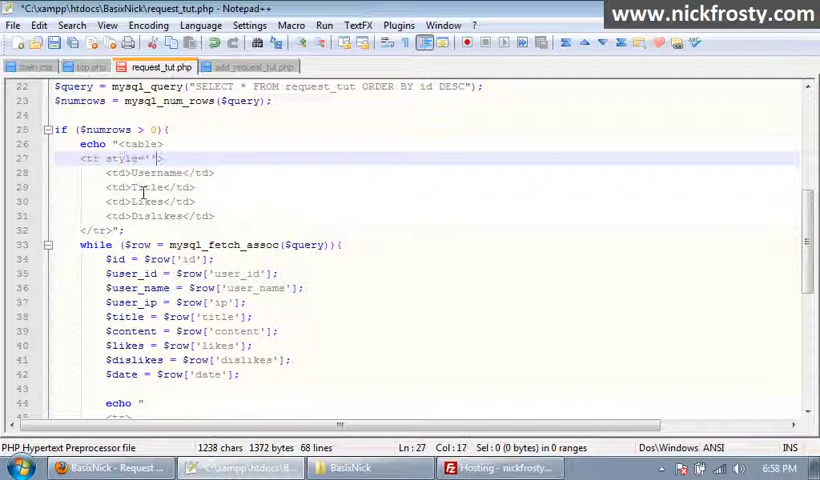 *C:\xampp\htdocs\BasixNick\request_tut.php - Notepad++
www.nickfrosty.com
File Edit Search View Encoding Language Settings Macro Run TextFX Plugins Window ?
main.css top.php request_tut.php add_request_tut.php
22 $query = mysql_query("SELECT * FROM request_tut ORDER BY id DESC");
23 $numrows = mysql_num_rows($query);
24
25 if ($numrows > 0){
26 echo "<table>
27 <tr style=''>
28 <td>Username</td>
29 <td>Title</td>
30 <td>Likes</td>
31 <td>Dislikes</td>
32 </tr>";
33 while ($row = mysql_fetch_assoc($query)){
34 $id = $row['id'];
35 $user_id = $row['user_id'];
36 $user_name = $row['user_name'];
37 $user_ip = $row['ip'];
38 $title = $row['title'];
39 $content = $row['content'];
40 $likes = $row['likes'];
41 $dislikes = $row['dislikes'];
42 $date = $row['date'];
43
44 echo "
45 <tr>
PHP Hypertext Preprocessor file 1238 chars 1372 bytes 68 lines Ln : 27 Col : 17 Sel : 0 (0 bytes) in 0 ranges Dos\Windows ANSI INS
BasixNick - Request ... *C:\xampp\htdocs\B... BasixNick Hosting - nickfrosty... 6:58 PM